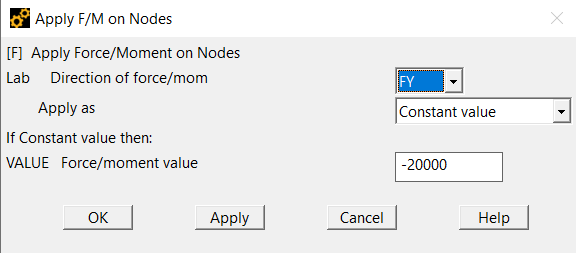 Apply F/M on Nodes
[F] Apply Force/Moment on Nodes
Lab Direction of force/mom FY
Apply as Constant value
If Constant value then:
VALUE Force/moment value -20000
OK Apply Cancel Help